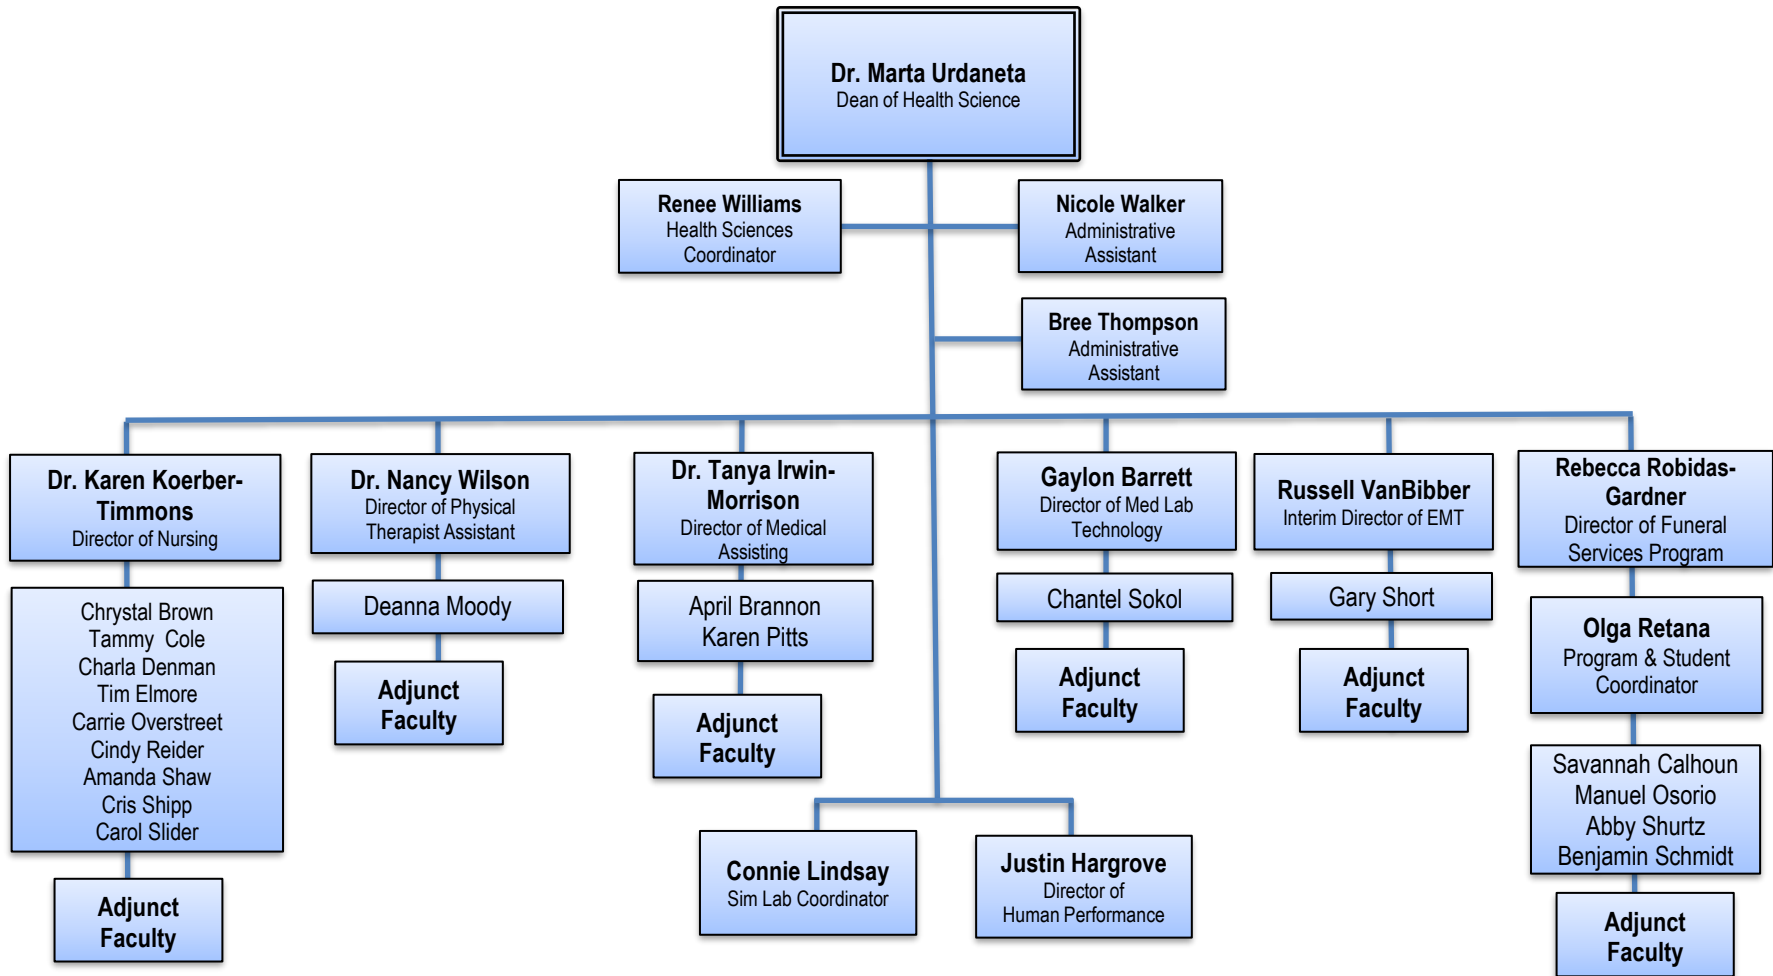 Dr. Marta Urdaneta
Dean of Health Science
Renee Williams
Health Sciences
Coordinator
Nicole Walker
Administrative
Assistant
Bree Thompson
Administrative
Assistant
Dr. Karen Koerber-
Timmons
Director of Nursing
Chrystal Brown
Tammy Cole
Charla Denman
Tim Elmore
Carrie Overstreet
Cindy Reider
Amanda Shaw
Cris Shipp
Carol Slider
Adjunct
Faculty
Dr. Nancy Wilson
Director of Physical
Therapist Assistant
Deanna Moody
Adjunct
Faculty
Dr. Tanya Irwin-
Morrison
Director of Medical
Assisting
April Brannon
Karen Pitts
Adjunct
Faculty
Gaylon Barrett
Director of Med Lab
Technology
Chantel Sokol
Adjunct
Faculty
Russell VanBibber
Interim Director of EMT
Gary Short
Adjunct
Faculty
Rebecca Robidas-
Gardner
Director of Funeral
Services Program
Olga Retana
Program & Student
Coordinator
Savannah Calhoun
Manuel Osorio
Abby Shurtz
Benjamin Schmidt
Adjunct
Faculty
Connie Lindsay
Sim Lab Coordinator
Justin Hargrove
Director of
Human Performance